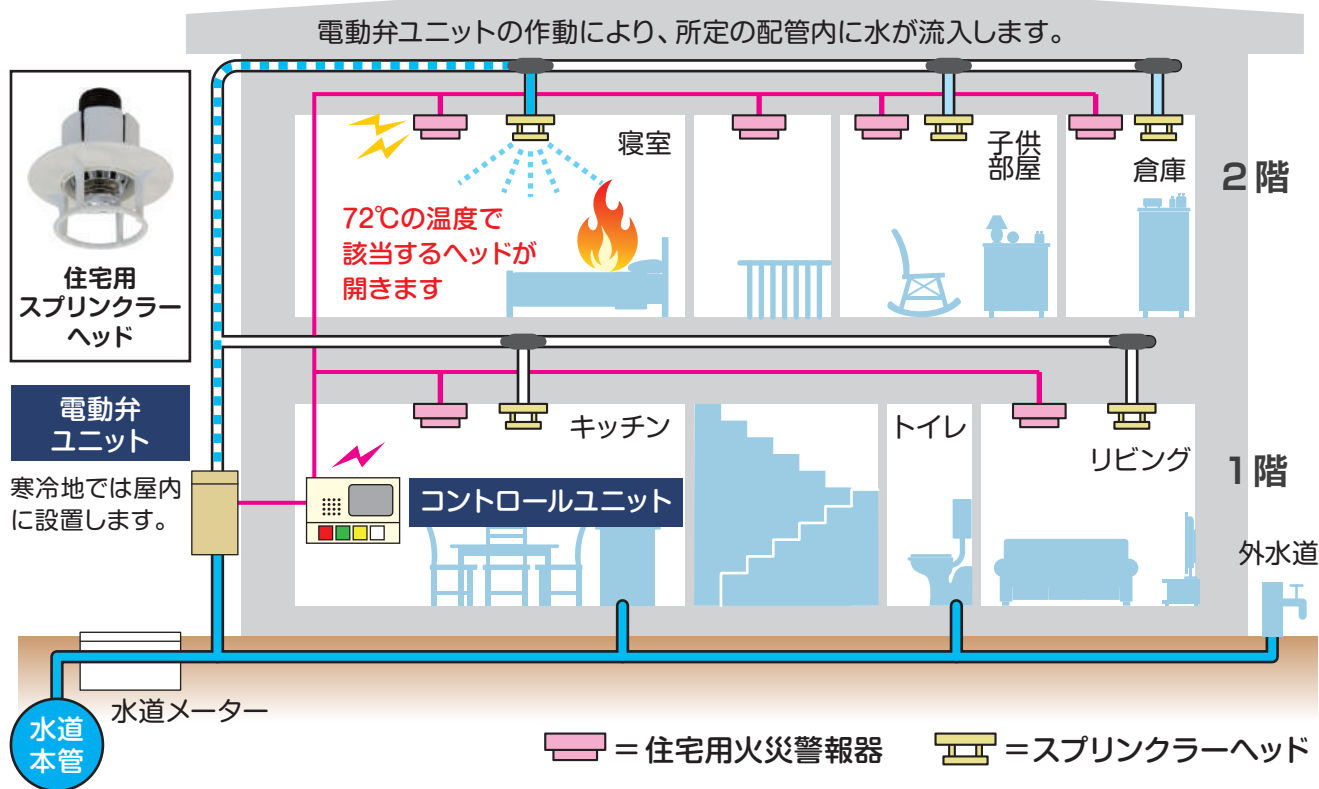 電動弁ユニットの作動により、所定の配管内に水が流入します。
住宅用
スプリンクラー
ヘッド
寝室
子供
部屋
倉庫
2階
72℃の温度で
該当するヘッドが
開きます
電動弁
ユニット
寒冷地では屋内
に設置します。
キッチン
トイレ
リビング
1階
コントロールユニット
外水道
水道メーター
水道
本管
=住宅用火災警報器
=スプリンクラーヘッド